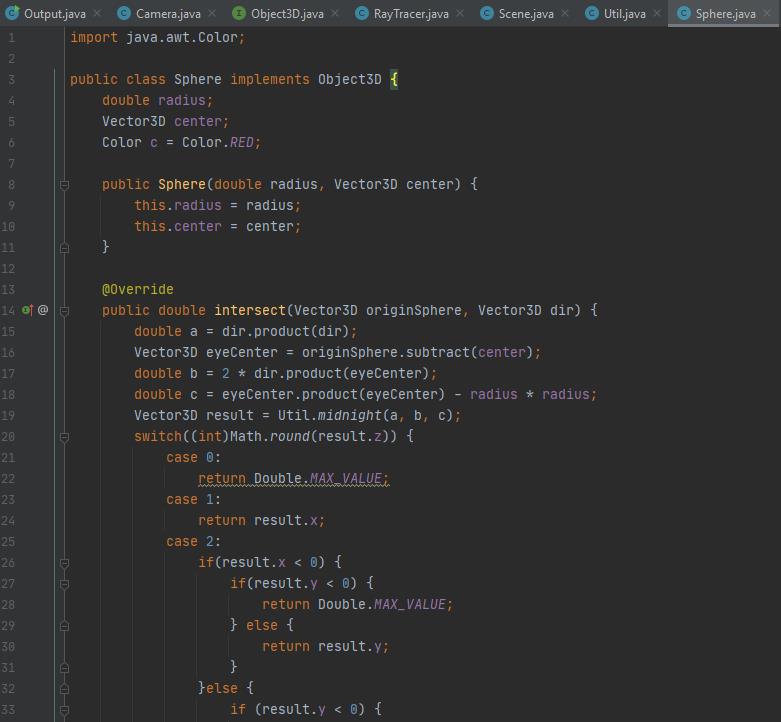 Output.java Camera.java Object3D.java RayTracer.java Scene.java Util.java Sphere.java
1 import java.awt.Color;
2
3 public class Sphere implements Object3D {
4 double radius;
5 Vector3D center;
6 Color c = Color.RED;
7
8 public Sphere(double radius, Vector3D center) {
9 this.radius = radius;
10 this.center = center;
11 }
12
13 @Override
14 @ public double intersect(Vector3D originSphere, Vector3D dir) {
15 double a = dir.product(dir);
16 Vector3D eyeCenter = originSphere.subtract(center);
17 double b = 2 * dir.product(eyeCenter);
18 double c = eyeCenter.product(eyeCenter) - radius * radius;
19 Vector3D result = Util.midnight(a, b, c);
20 switch((int)Math.round(result.z)) {
21 case 0:
22 return Double.MAX_VALUE;
23 case 1:
24 return result.x;
25 case 2:
26 if(result.x < 0) {
27 if(result.y < 0) {
28 return Double.MAX_VALUE;
29 } else {
30 return result.y;
31 }
32 }else {
33 if (result.y < 0) {